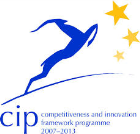 cip competitiveness and innovation
framework programme
2007–2013